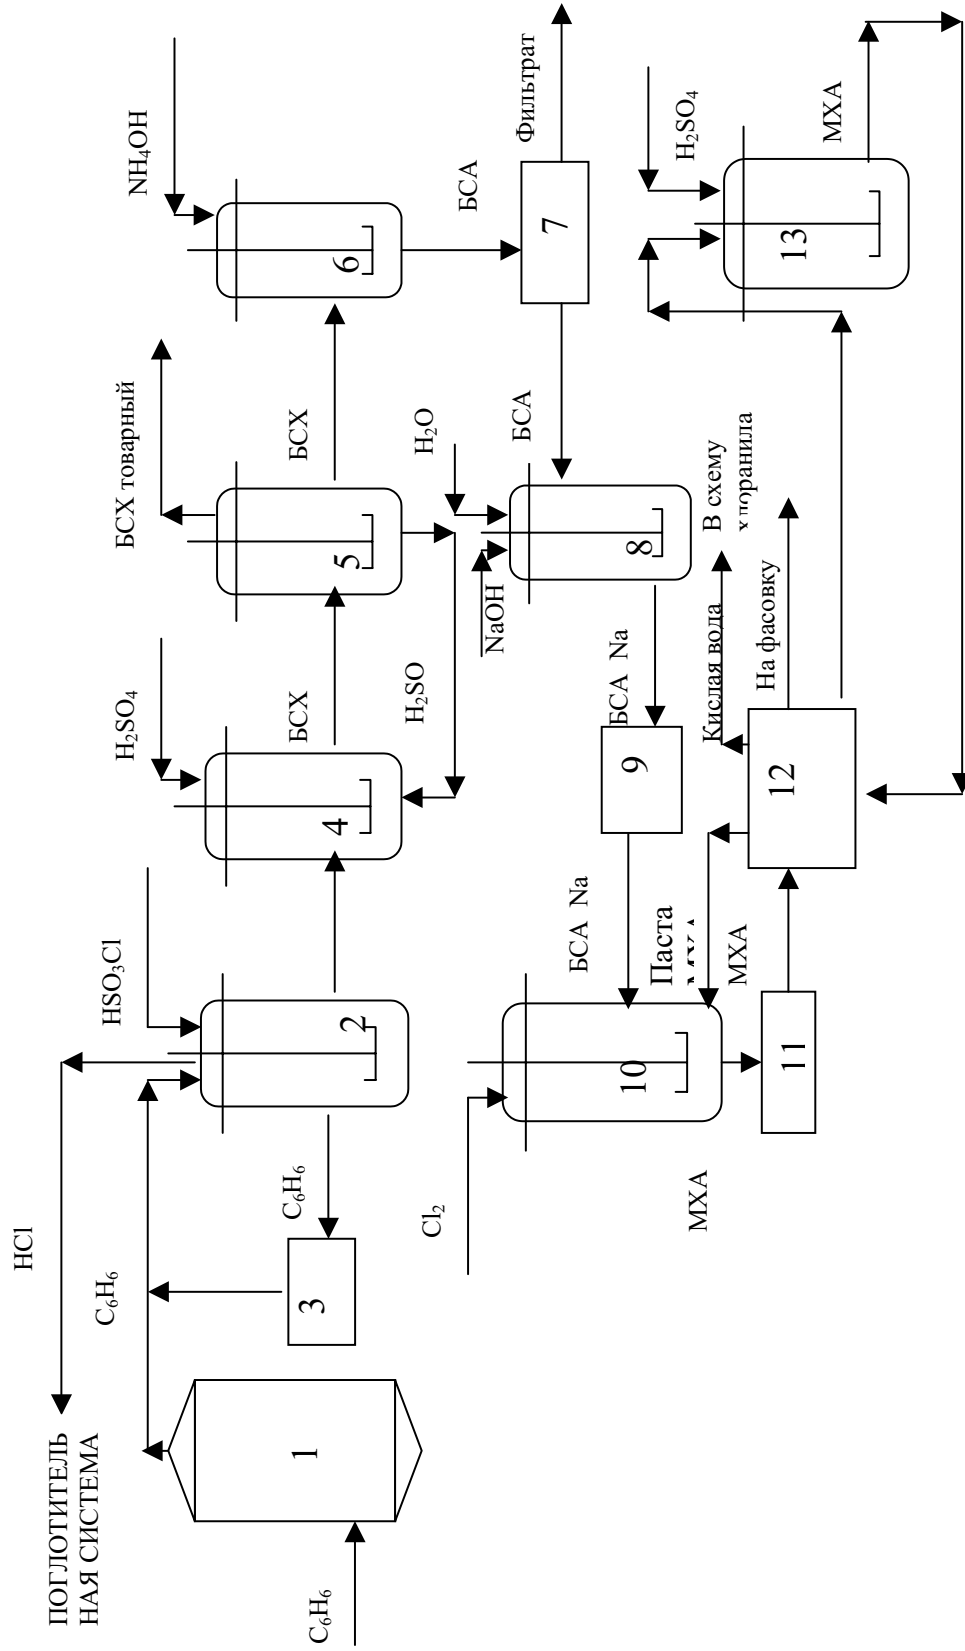 HCl
ПОГЛОТИТЕЛЬ
НАЯ СИСТЕМА
C₆H₆
HSO₃Cl
H₂SO₄
БСХ товарный
NH₄OH
C₆H₆
1
3
C₆H₆
2
4
БСХ
5
БСХ
6
H₂SO
H₂O
БСА
Cl₂
NaOH
БСА
7
Фильтрат
БСА Na
9
БСА Na
8
10
Паста
МХА
МХА
11
Кислая вода
В схему
На фасовку
12
H₂SO₄
13
МХА